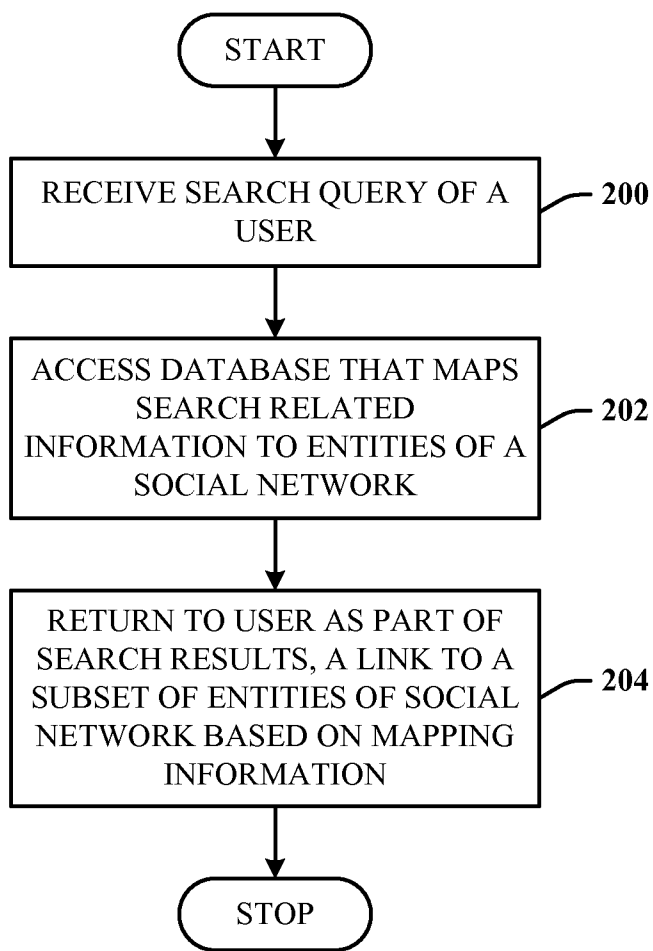 START
RECEIVE SEARCH QUERY OF A
USER
200
ACCESS DATABASE THAT MAPS
SEARCH RELATED
INFORMATION TO ENTITIES OF A
SOCIAL NETWORK
202
RETURN TO USER AS PART OF
SEARCH RESULTS, A LINK TO A
SUBSET OF ENTITIES OF SOCIAL
NETWORK BASED ON MAPPING
INFORMATION
204
STOP